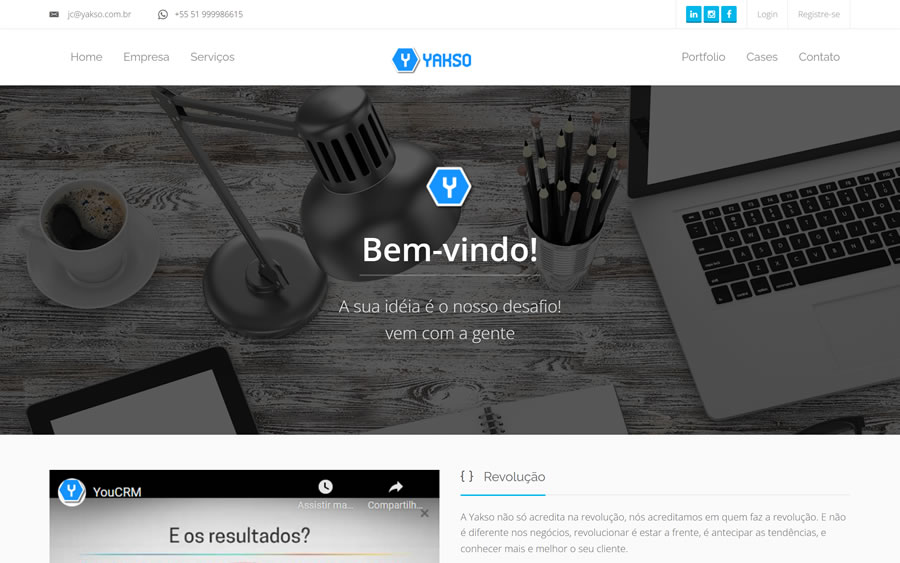 jc@yakso.com.br
+55 51 999986615
Login
Registre-se
Home
Empresa
Serviços
YAKSO
Portfolio
Cases
Contato
Y
Bem-vindo!
A sua idéia é o nosso desafio!
vem com a gente
YouCRM
Assistir ma...
Compartilh...
E os resultados?
{ } Revolução
A Yakso não só acredita na revolução, nós acreditamos em quem faz a revolução. E não
é diferente nos negócios, revolucionar é estar a frente, é antecipar as tendências, e
conhecer mais e melhor o seu cliente.